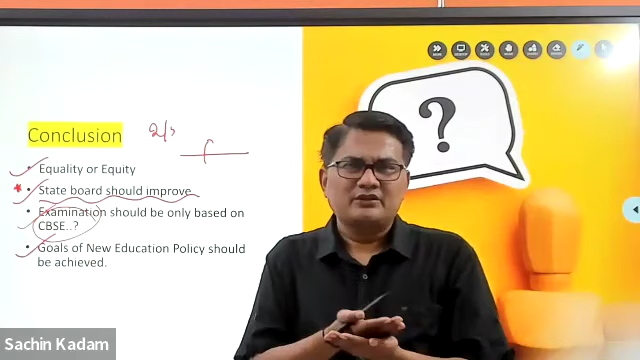 Conclusion
Equality or Equity
State board should improve
Examination should be only based on
CBSE..?
Goals of New Education Policy should
be achieved.
?
Sachin Kadam